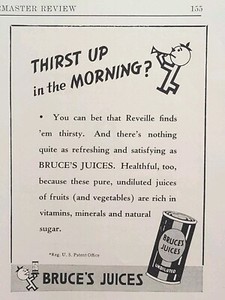 MASTER REVIEW
155
THIRST UP
in the MORNING?
• You can bet that Reveille finds
'em thirsty. And there's nothing
quite as refreshing and satisfying as
BRUCE'S JUICES. Healthful, too,
because these pure, undiluted juices
of fruits (and vegetables) are rich in
vitamins, minerals and natural
sugar.
*Reg. U. S. Patent Office
BRUCE'S
JUICES
UNDILUTED
BRUCE'S JUICES